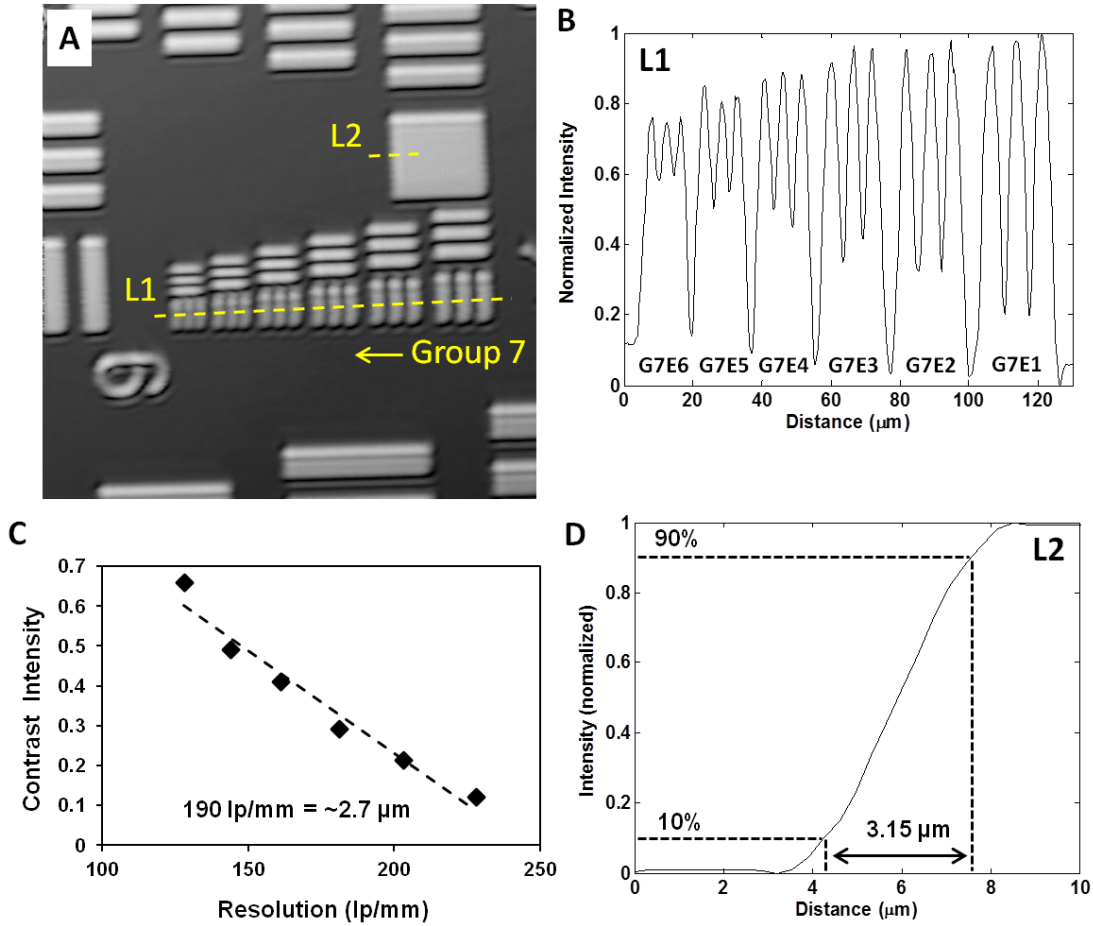 A
L2
L1
Group 7
B
L1
Normalized Intensity
1
0.8
0.6
0.4
0.2
0
G7E6 G7E5 G7E4 G7E3 G7E2 G7E1
0 20 40 60 80 100 120
Distance (μm)
C
Contrast Intensity
0.7
0.6
0.5
0.4
0.3
0.2
0.1
0
190 lp/mm = ~2.7 μm
100 150 200 250
Resolution (lp/mm)
D
L2
Intensity (normalized)
1
90%
0.8
0.6
0.4
0.2
10%
3.15 μm
0
0 2 4 6 8 10
Distance (μm)